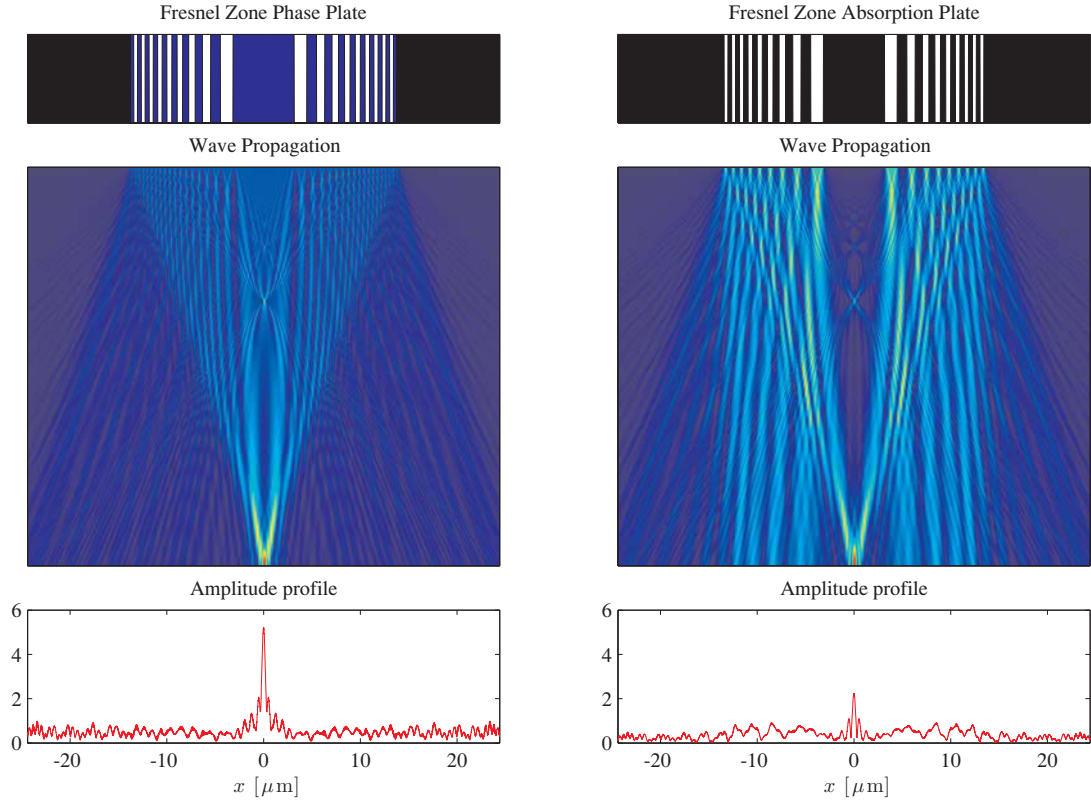 Fresnel Zone Phase Plate
Wave Propagation
Amplitude profile
6
4
2
0
-20
-10
0
10
20
x [μm]
Fresnel Zone Absorption Plate
Wave Propagation
Amplitude profile
6
4
2
0
-20
-10
0
10
20
x [μm]